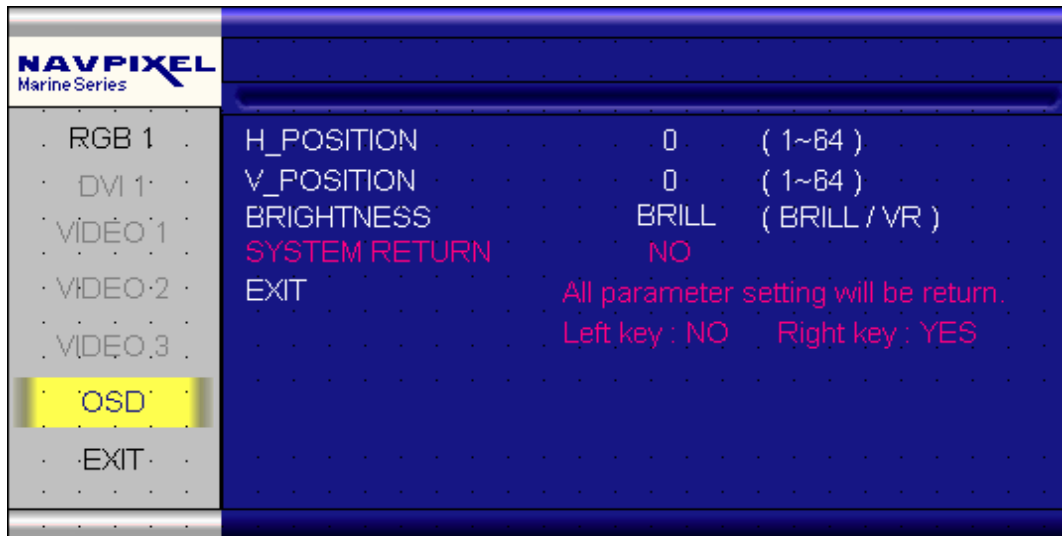 NAVPIXEL
Marine Series
RGB 1
DVI 1
VIDEO 1
VIDEO 2
VIDEO 3
OSD
EXIT
H_POSITION 0 ( 1~64 )
V_POSITION 0 ( 1~64 )
BRIGHTNESS BRILL ( BRILL / VR )
SYSTEM RETURN NO
EXIT
All parameter setting will be return.
Left key : NO Right key : YES